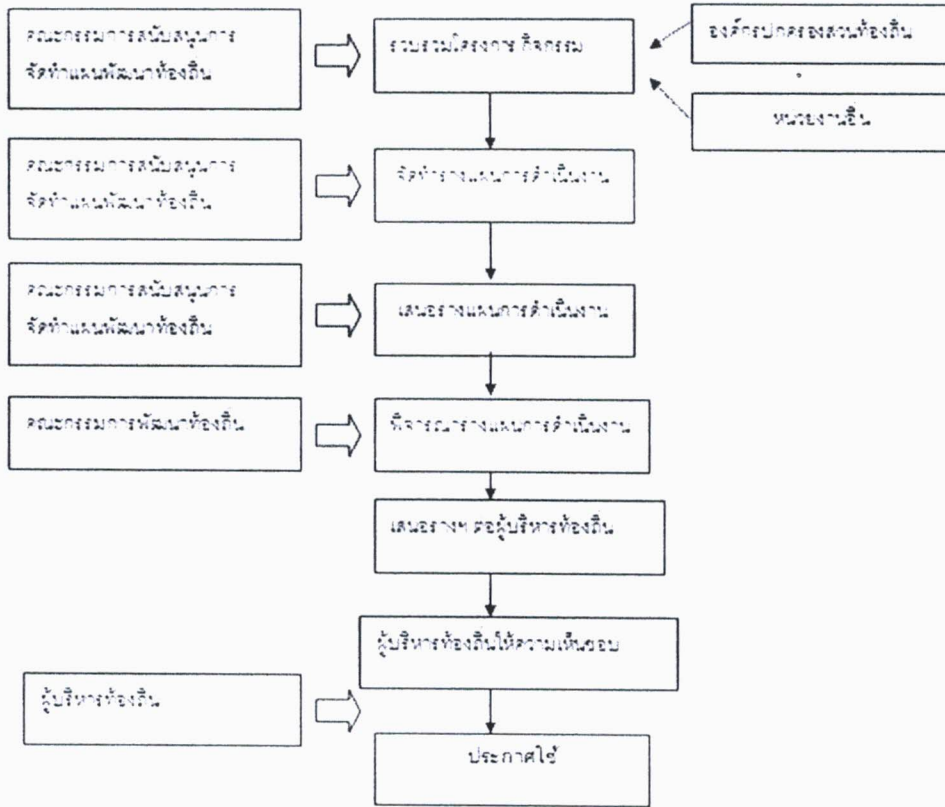 คณะกรรมการสนับสนุนการ
จัดทำแผนพัฒนาท้องถิ่น
รวบรวมโครงการ กิจกรรม
องค์กรปกครองส่วนท้องถิ่น
หน่วยงานอื่น
คณะกรรมการสนับสนุนการ
จัดทำแผนพัฒนาท้องถิ่น
จัดทำร่างแผนการดำเนินงาน
คณะกรรมการสนับสนุนการ
จัดทำแผนพัฒนาท้องถิ่น
เสนอร่างแผนการดำเนินงาน
คณะกรรมการพัฒนาท้องถิ่น
พิจารณาร่างแผนการดำเนินงาน
เสนอร่างฯ ต่อผู้บริหารท้องถิ่น
ผู้บริหารท้องถิ่นให้ความเห็นชอบ
ผู้บริหารท้องถิ่น
ประกาศใช้